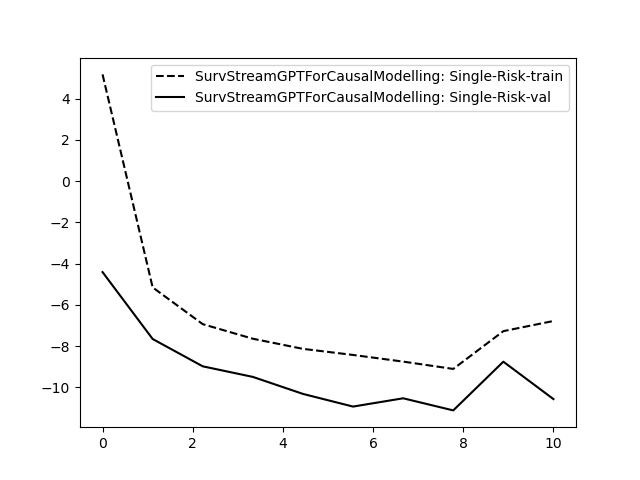 SurvStreamGPTForCausalModelling: Single-Risk-train
SurvStreamGPTForCausalModelling: Single-Risk-val
4
2
0
−2
−4
−6
−8
−10
0 2 4 6 8 10